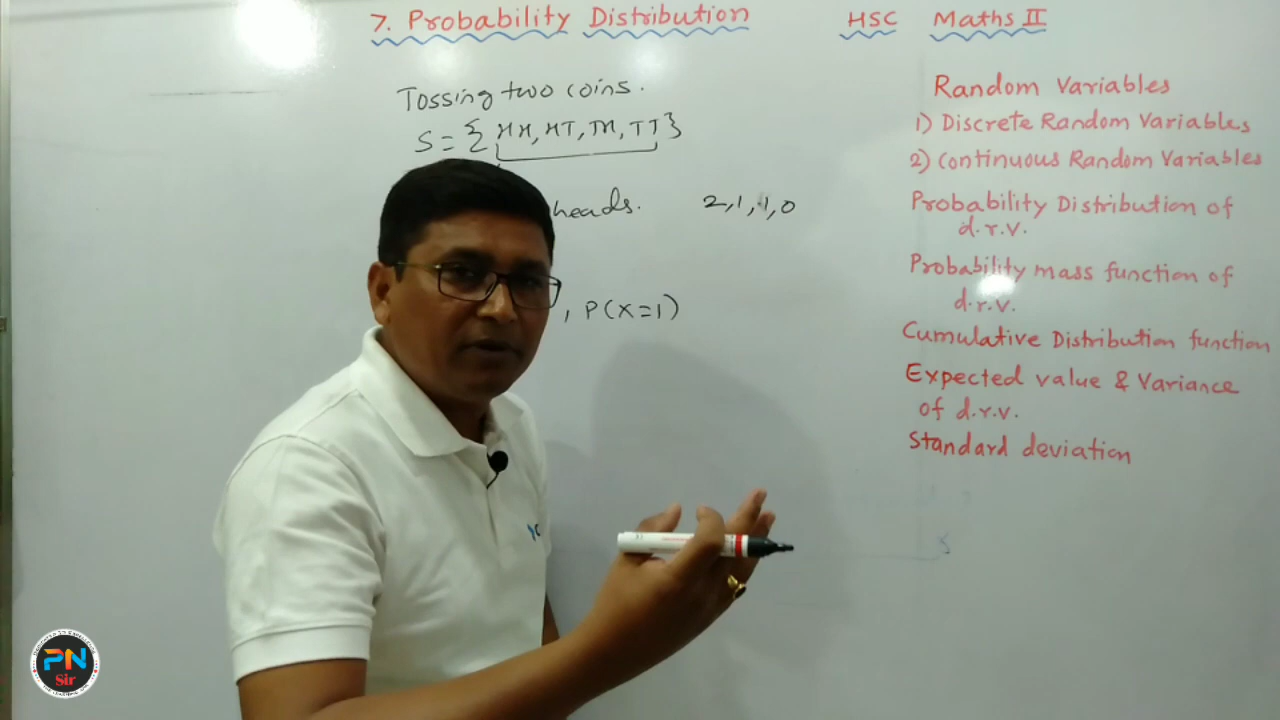 7. Probability Distribution HSC Maths II
Tossing two coins.
S = { HH, HT, TH, TT }
heads. 2, 1, 1, 0
, P(X=1)
Random Variables
1) Discrete Random Variables
2) Continuous Random Variables
Probability Distribution of
d.r.v.
Probability mass function of
d.r.v.
Cumulative Distribution function
Expected value & Variance
of d.r.v.
Standard deviation
PN
Sir